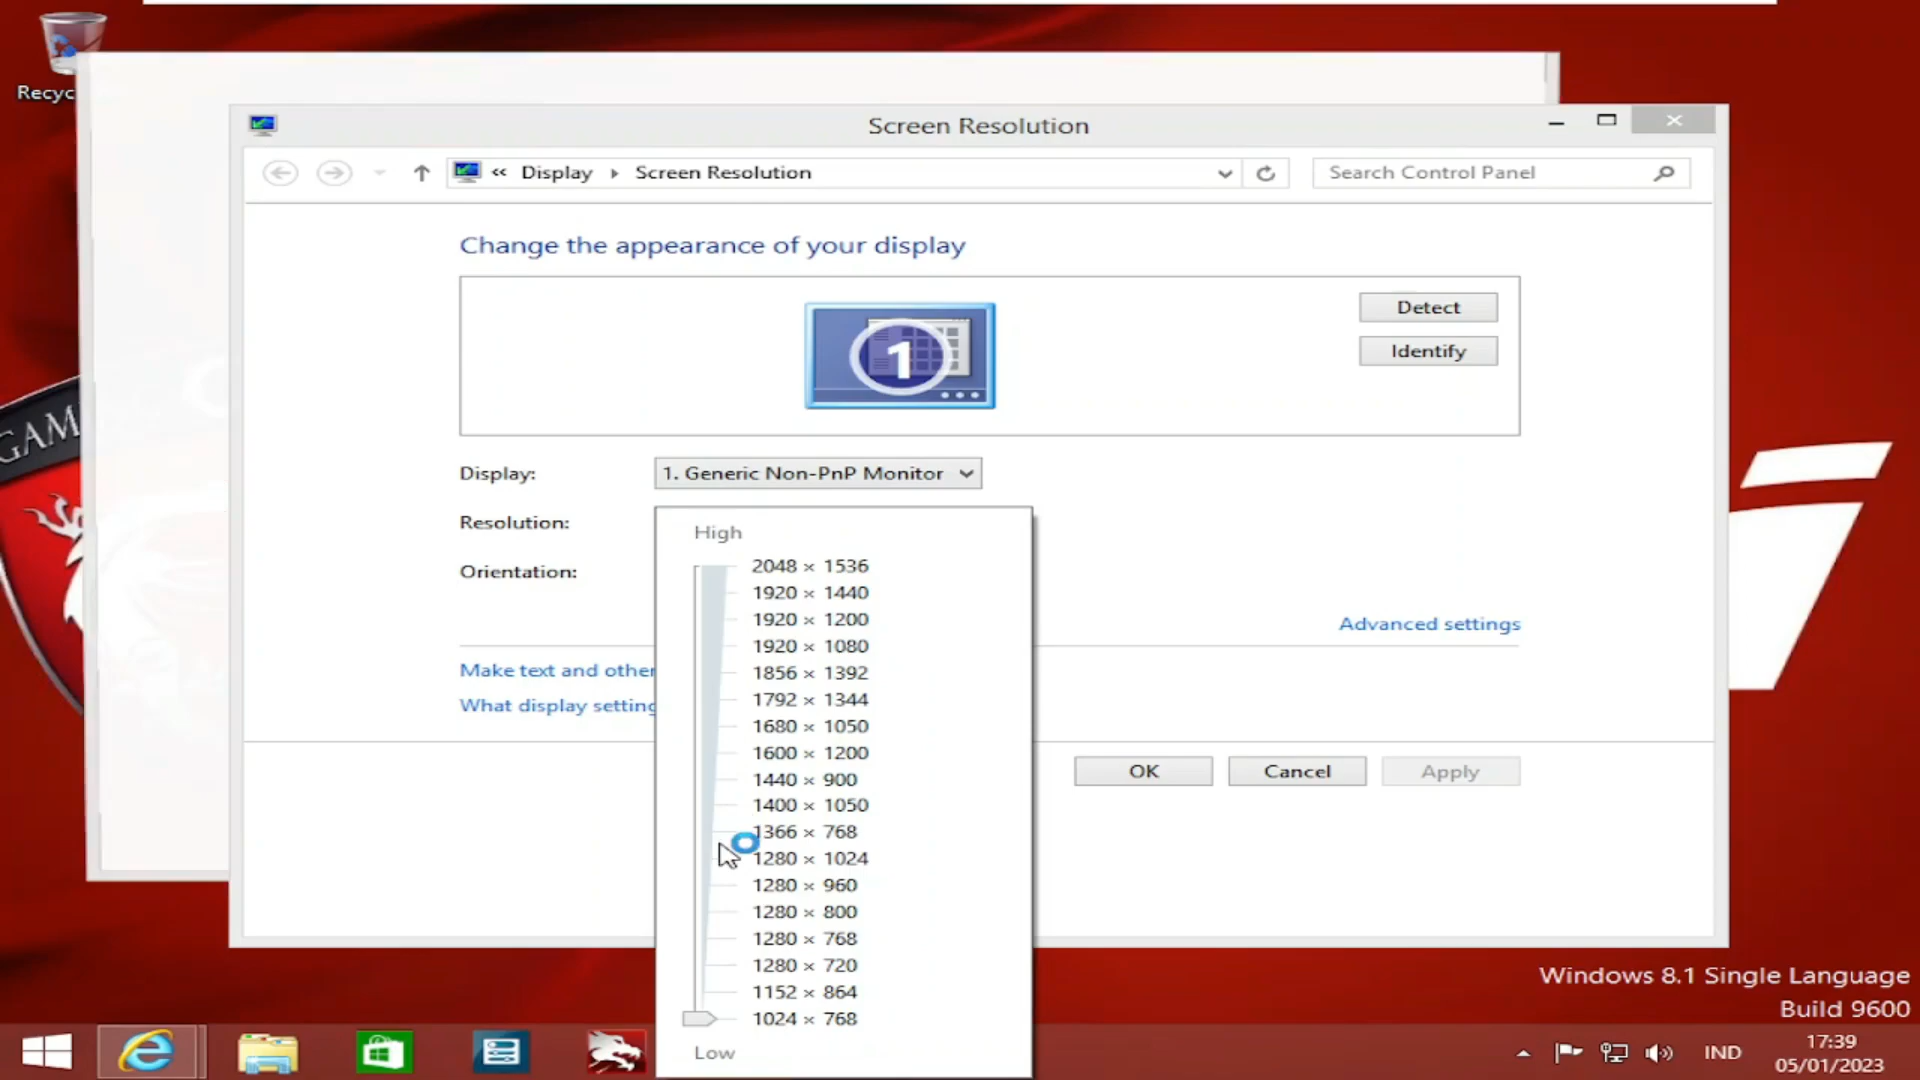 Recyc
Screen Resolution
« Display ▸ Screen Resolution
Search Control Panel
Change the appearance of your display
1
Detect
Identify
Display:
1. Generic Non-PnP Monitor
Resolution:
Orientation:
High
2048 × 1536
1920 × 1440
1920 × 1200
1920 × 1080
1856 × 1392
1792 × 1344
1680 × 1050
1600 × 1200
1440 × 900
1400 × 1050
1366 × 768
1280 × 1024
1280 × 960
1280 × 800
1280 × 768
1280 × 720
1152 × 864
1024 × 768
Low
Advanced settings
Make text and other
What display setting
OK
Cancel
Apply
GAM
Windows 8.1 Single Language
Build 9600
IND
17:39
05/01/2023